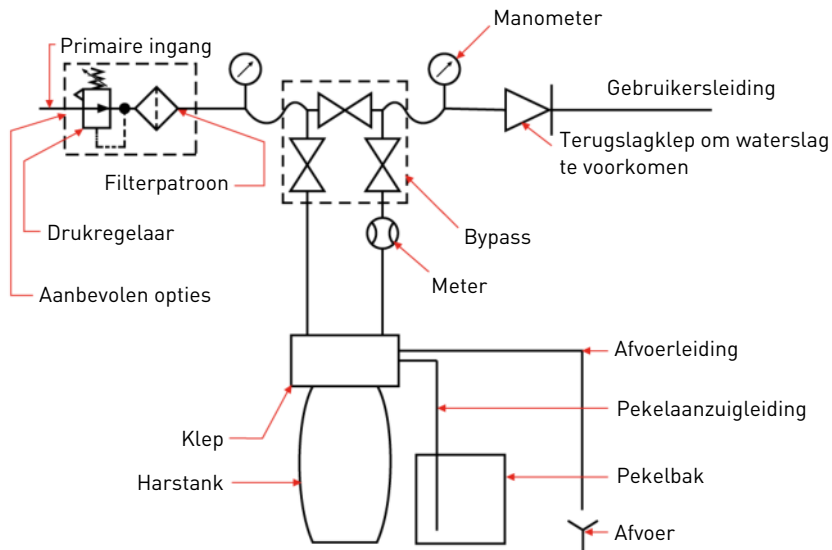 Manometer
Primaire ingang
Gebruikersleiding
Terugslagklep om waterslag
te voorkomen
Filterpatroon
Drukregelaar
Bypass
Meter
Aanbevolen opties
Afvoerleiding
Pekelaanzuigleiding
Klep
Harstank
Pekelbak
Afvoer